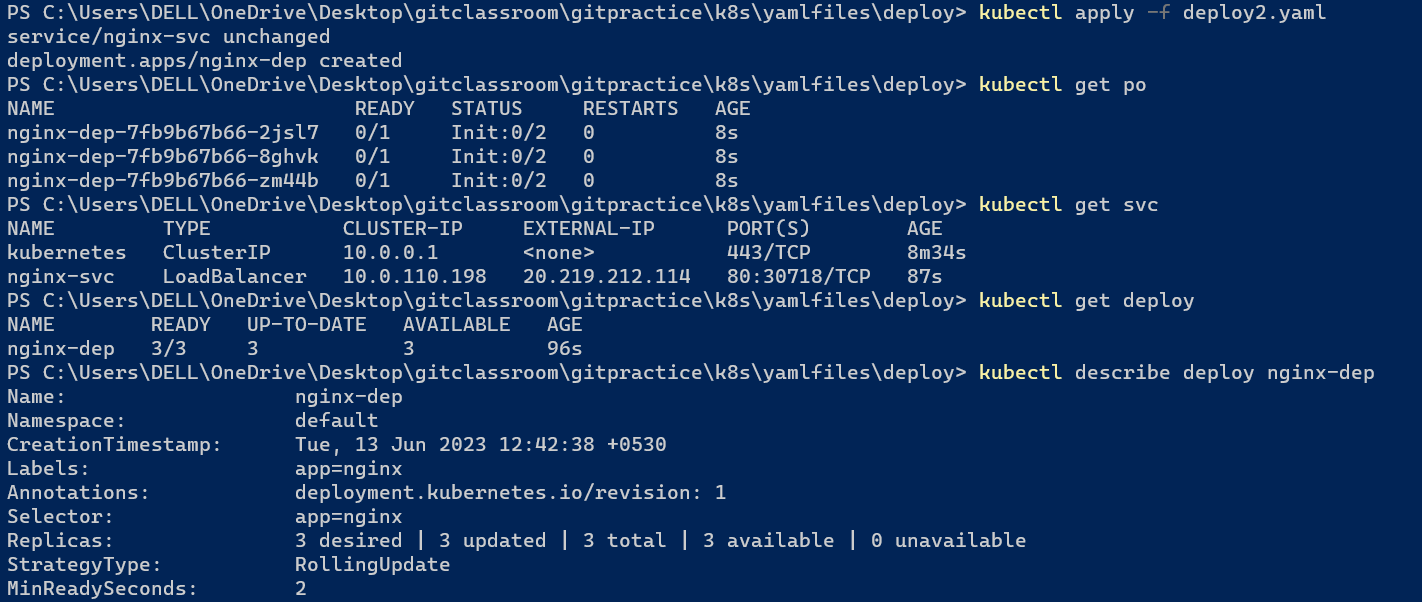 PS C:\Users\DELL\OneDrive\Desktop\gitclassroom\gitpractice\k8s\yamlfiles\deploy> kubectl apply -f deploy2.yaml
service/nginx-svc unchanged
deployment.apps/nginx-dep created
PS C:\Users\DELL\OneDrive\Desktop\gitclassroom\gitpractice\k8s\yamlfiles\deploy> kubectl get po
NAME                         READY   STATUS     RESTARTS   AGE
nginx-dep-7fb9b67b66-2jsl7   0/1     Init:0/2   0          8s
nginx-dep-7fb9b67b66-8ghvk   0/1     Init:0/2   0          8s
nginx-dep-7fb9b67b66-zm44b   0/1     Init:0/2   0          8s
PS C:\Users\DELL\OneDrive\Desktop\gitclassroom\gitpractice\k8s\yamlfiles\deploy> kubectl get svc
NAME         TYPE           CLUSTER-IP     EXTERNAL-IP      PORT(S)        AGE
kubernetes   ClusterIP      10.0.0.1       <none>           443/TCP        8m34s
nginx-svc    LoadBalancer   10.0.110.198   20.219.212.114   80:30718/TCP   87s
PS C:\Users\DELL\OneDrive\Desktop\gitclassroom\gitpractice\k8s\yamlfiles\deploy> kubectl get deploy
NAME        READY   UP-TO-DATE   AVAILABLE   AGE
nginx-dep   3/3     3            3           96s
PS C:\Users\DELL\OneDrive\Desktop\gitclassroom\gitpractice\k8s\yamlfiles\deploy> kubectl describe deploy nginx-dep
Name:                   nginx-dep
Namespace:              default
CreationTimestamp:      Tue, 13 Jun 2023 12:42:38 +0530
Labels:                 app=nginx
Annotations:            deployment.kubernetes.io/revision: 1
Selector:               app=nginx
Replicas:               3 desired | 3 updated | 3 total | 3 available | 0 unavailable
StrategyType:           RollingUpdate
MinReadySeconds:        2